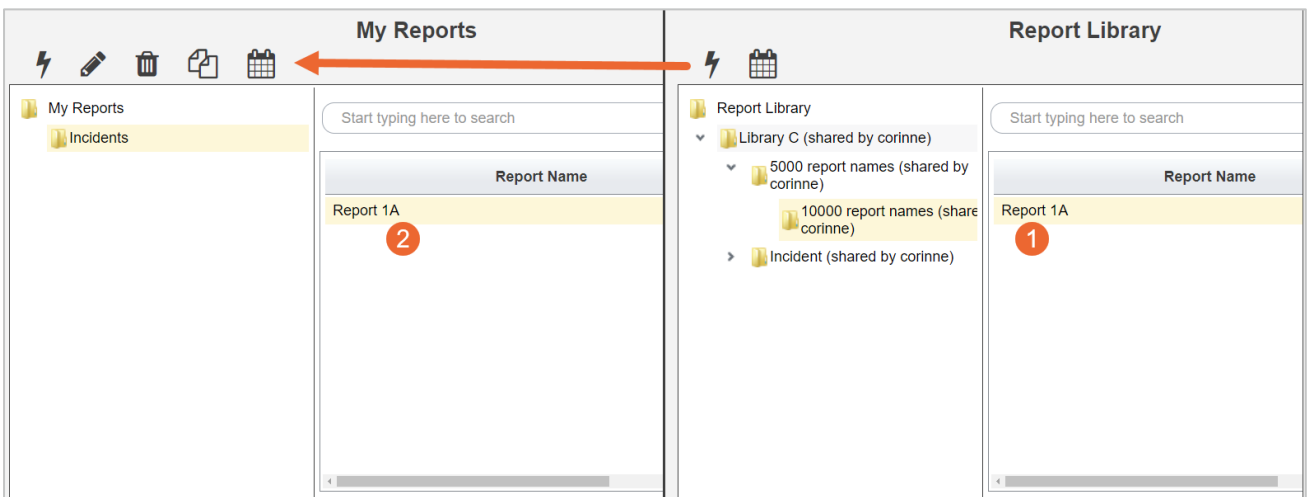 My Reports
My Reports
Incidents
Start typing here to search
Report Name
Report 1A
2
Report Library
Report Library
Library C (shared by corinne)
5000 report names (shared by
corinne)
10000 report names (share
corinne)
Incident (shared by corinne)
Start typing here to search
Report Name
Report 1A
1